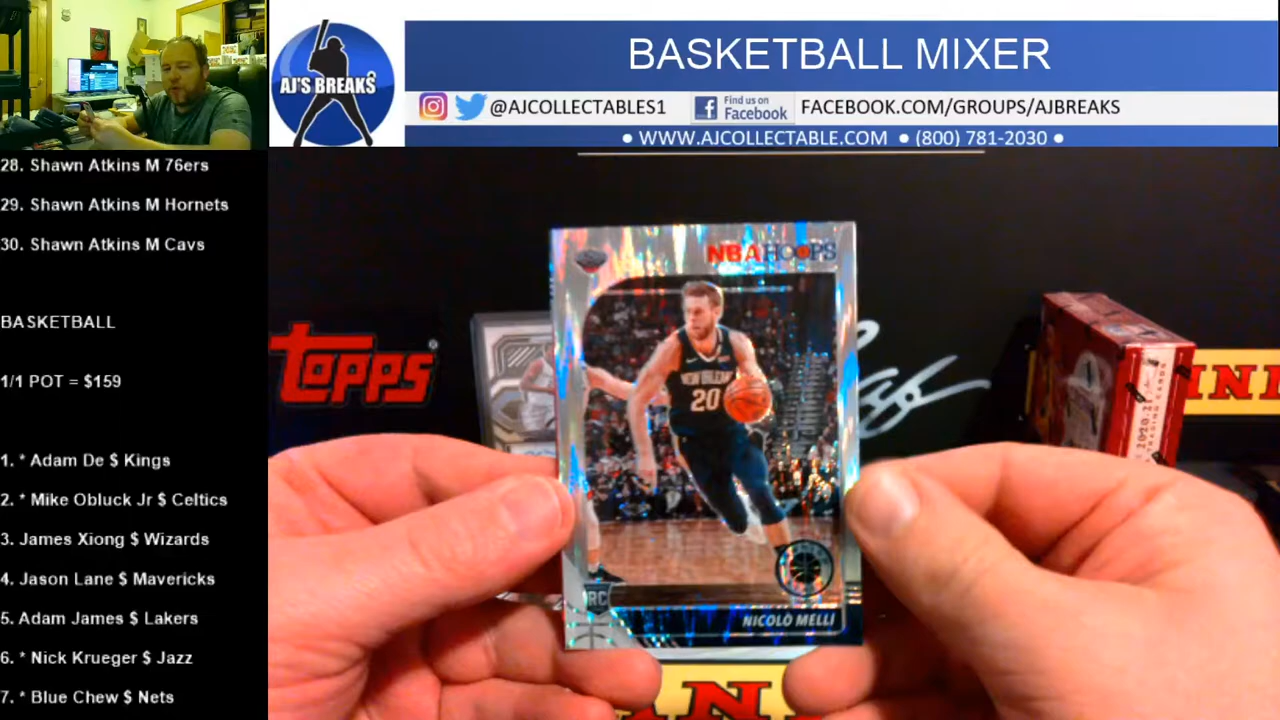 BASKETBALL MIXER
AJ'S BREAKS
@AJCOLLECTABLES1
Find us on
Facebook
FACEBOOK.COM/GROUPS/AJBREAKS
• WWW.AJCOLLECTABLE.COM • (800) 781-2030 •
28. Shawn Atkins M 76ers
29. Shawn Atkins M Hornets
30. Shawn Atkins M Cavs
BASKETBALL
1/1 POT = $159
1. * Adam De $ Kings
2. * Mike Obluck Jr $ Celtics
3. James Xiong $ Wizards
4. Jason Lane $ Mavericks
5. Adam James $ Lakers
6. * Nick Krueger $ Jazz
7. * Blue Chew $ Nets
NBA HOOPS
TOPPS
NEW ORLEANS
20
RC
NICOLÒ MELLI